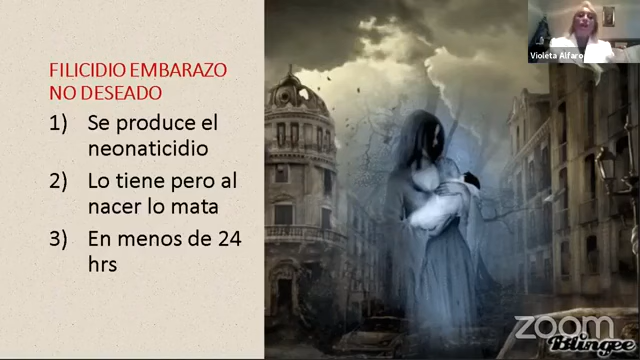 FILICIDIO EMBARAZO
NO DESEADO
1) Se produce el
neonaticidio
2) Lo tiene pero al
nacer lo mata
3) En menos de 24
hrs
Violeta Alfaro
zoom
Blingee